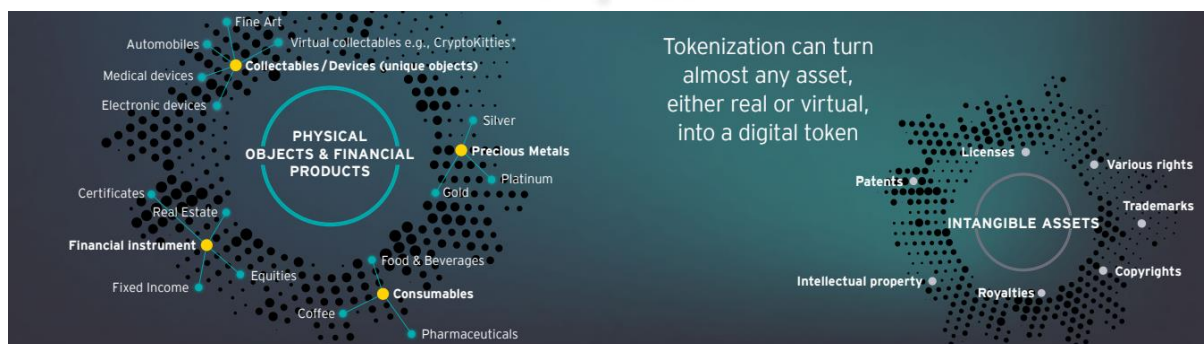 Fine Art
Automobiles
Virtual collectables e.g., CryptoKitties
Collectables / Devices (unique objects)
Medical devices
Electronic devices
PHYSICAL
OBJECTS & FINANCIAL
PRODUCTS
Silver
Precious Metals
Platinum
Gold
Certificates
Real Estate
Financial instrument
Equities
Fixed Income
Food & Beverages
Consumables
Coffee
Pharmaceuticals
Tokenization can turn
almost any asset,
either real or virtual,
into a digital token
Licenses
Various rights
Patents
Trademarks
INTANGIBLE ASSETS
Copyrights
Intellectual property
Royalties